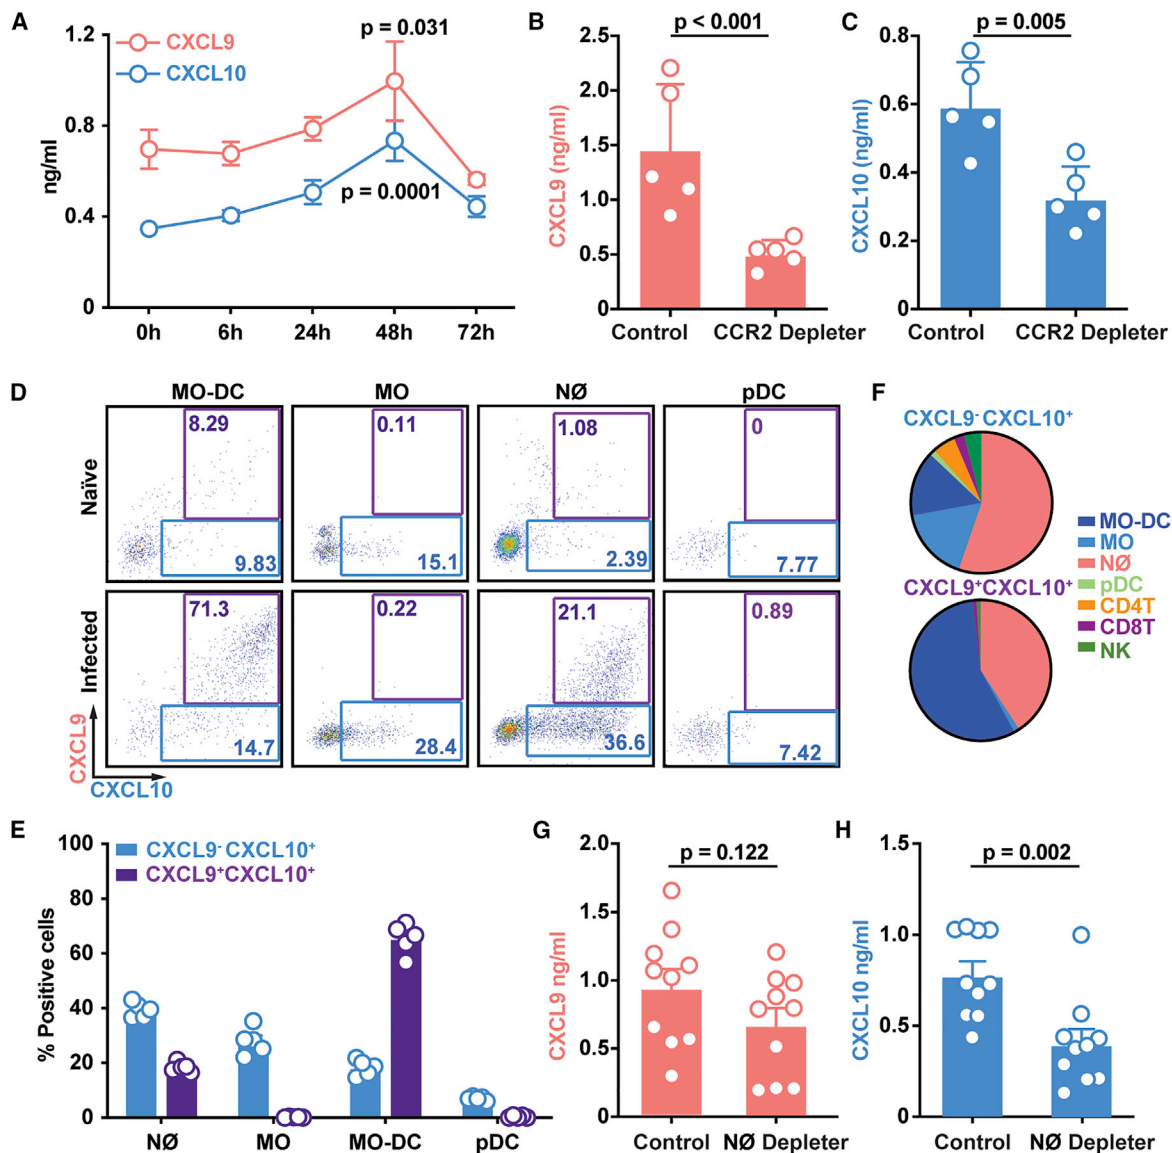 A
1.2
0.8
0.4
0
ng/ml
CXCL9
CXCL10
p = 0.031
p = 0.0001
0h 6h 24h 48h 72h
B
p < 0.001
2.5
2.0
1.5
1.0
0.5
0
CXCL9 (ng/ml)
Control CCR2 Depleter
C
p = 0.005
0.8
0.6
0.4
0.2
0
CXCL10 (ng/ml)
Control CCR2 Depleter
D
MO-DC MO NØ pDC
Naïve
8.29 0.11 1.08 0
9.83 15.1 2.39 7.77
Infected
71.3 0.22 21.1 0.89
14.7 28.4 36.6 7.42
CXCL9
CXCL10
F
CXCL9⁻CXCL10⁺
CXCL9⁺CXCL10⁺
MO-DC
MO
NØ
pDC
CD4T
CD8T
NK
E
100
80
60
40
20
0
% Positive cells
CXCL9⁻CXCL10⁺
CXCL9⁺CXCL10⁺
NØ MO MO-DC pDC
G
2.0
1.5
1.0
0.5
0
CXCL9 ng/ml
p = 0.122
Control NØ Depleter
H
1.5
1.0
0.5
0
CXCL10 ng/ml
p = 0.002
Control NØ Depleter